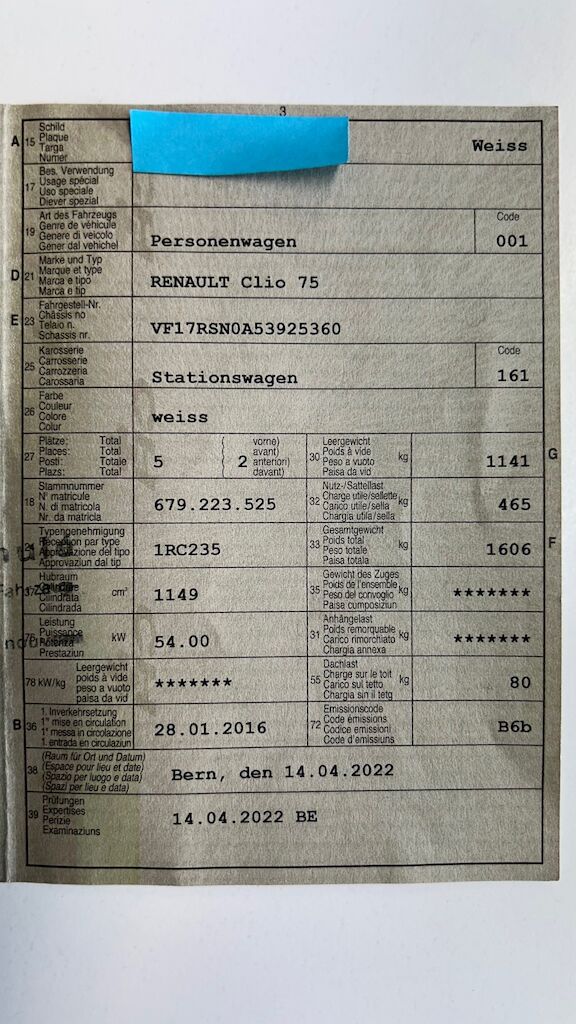 3
A 15 Schild
Plaque
Targa
Numer
Weiss
17 Bes. Verwendung
Usage spécial
Uso speciale
Diever spezial
19 Art des Fahrzeugs
Genre de véhicule
Genere di veicolo
Gener dal vehichel
Personenwagen
Code
001
D 21 Marke und Typ
Marque et type
Marca e tipo
Marca e tip
RENAULT Clio 75
E 23 Fahrgestell-Nr.
Châssis no
Telaio n.
Schassis nr.
VF17RSN0A53925360
25 Karosserie
Carrosserie
Carrozzeria
Carossaria
Stationswagen
Code
161
26 Farbe
Couleur
Colore
Colur
weiss
27 Plätze: Total
Places: Total
Posti: Totale
Plazs: Total
5
2
vorne)
avant)
anteriori)
davant)
30 Leergewicht
Poids à vide
Peso a vuoto
Paisa da vid
kg
1141
G
18 Stammnummer
N° matricule
N. di matricola
Nr. da matricla
679.223.525
32 Nutz-/Sattellast
Charge utile/sellette
Carico utile/sella
Chargia utila/sella
kg
465
24 Typengenehmigung
Réception par type
Approvazione del tipo
Approvaziun dal tip
1RC235
33 Gesamtgewicht
Poids total
Peso totale
Paisa totala
kg
1606
F
37 Hubraum
Cylindrée
Cilindrata
Cilindrada
cm³
1149
35 Gewicht des Zuges
Poids de l'ensemble
Peso del convoglio
Paisa composiziun
kg
*******
76 Leistung
Puissance
Potenza
Prestaziun
kW
54.00
31 Anhängelast
Poids remorquable
Carico rimorchiato
Chargia annexa
kg
*******
78 kW/kg
Leergewicht
poids à vide
peso a vuoto
paisa da vid
*******
55 Dachlast
Charge sur le toit
Carico sul tetto
Chargia sin il tetg
kg
80
B 36 1. Inverkehrsetzung
1re mise en circulation
1a messa in circolazione
1. entrada en circulaziun
28.01.2016
72 Emissionscode
Code émissions
Codice emissioni
Code d'emissiuns
B6b
38 (Raum für Ort und Datum)
(Espace pour lieu et date)
(Spazio per luogo e data)
(Spazi per lieu e data)
Bern, den 14.04.2022
39 Prüfungen
Expertises
Perizie
Examinaziuns
14.04.2022 BE